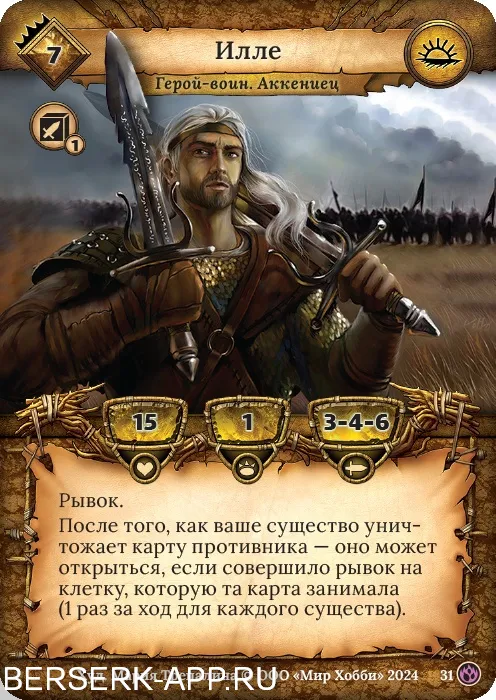 7
Илле
Герой-воин. Аккениец
1
15
1
3-4-6
Рывок.
После того, как ваше существо унич-
тожает карту противника — оно может
открыться, если совершило рывок на
клетку, которую та карта занимала
(1 раз за ход для каждого существа).
© ООО «Мир Хобби» 2024
31
BERSERK-APP.RU